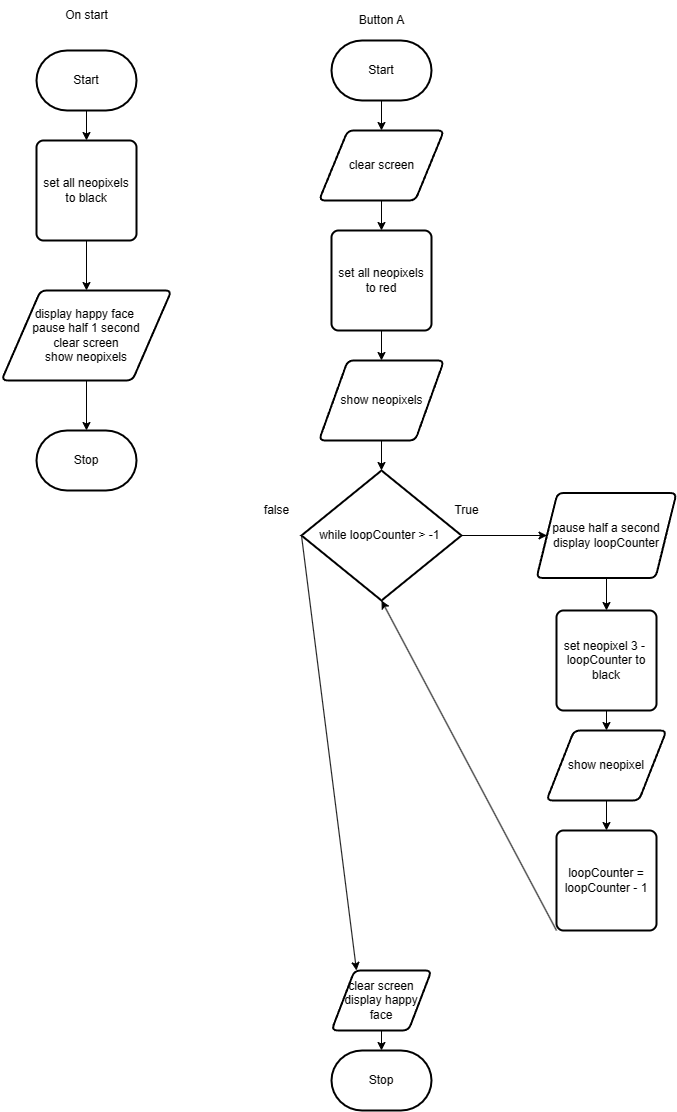 On start
Start
set all neopixels
to black
display happy face
pause half 1 second
clear screen
show neopixels
Stop
Button A
Start
clear screen
set all neopixels
to red
show neopixels
false
True
while loopCounter > -1
pause half a second
display loopCounter
set neopixel 3 -
loopCounter to
black
show neopixel
loopCounter =
loopCounter - 1
clear screen
display happy
face
Stop